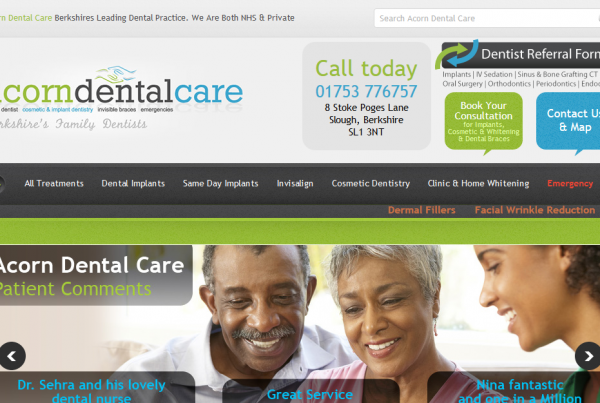 rn Dental Care Berkshires Leading Dental Practice. We Are Both NHS & Private
Search Acorn Dental Care
acorndentalcare
dentist cosmetic & implant dentistry invisible braces emergencies
erkshire's Family Dentists
Call today
01753 776757
8 Stoke Poges Lane
Slough, Berkshire
SL1 3NT
Dentist Referral Form
Implants | IV Sedation | Sinus & Bone Grafting CT
Oral Surgery | Orthodontics | Periodontics | Endo
Book Your
Consultation
for Implants,
Cosmetic & Whitening
& Dental Braces
Contact Us
& Map
All Treatments Dental Implants Same Day Implants Invisalign Cosmetic Dentistry Clinic & Home Whitening Emergency
Dermal Fillers Facial Wrinkle Reduction
Acorn Dental Care
Patient Comments
Dr. Sehra and his lovely
dental nurse
Great Service
Nina fantastic
and one in a Million